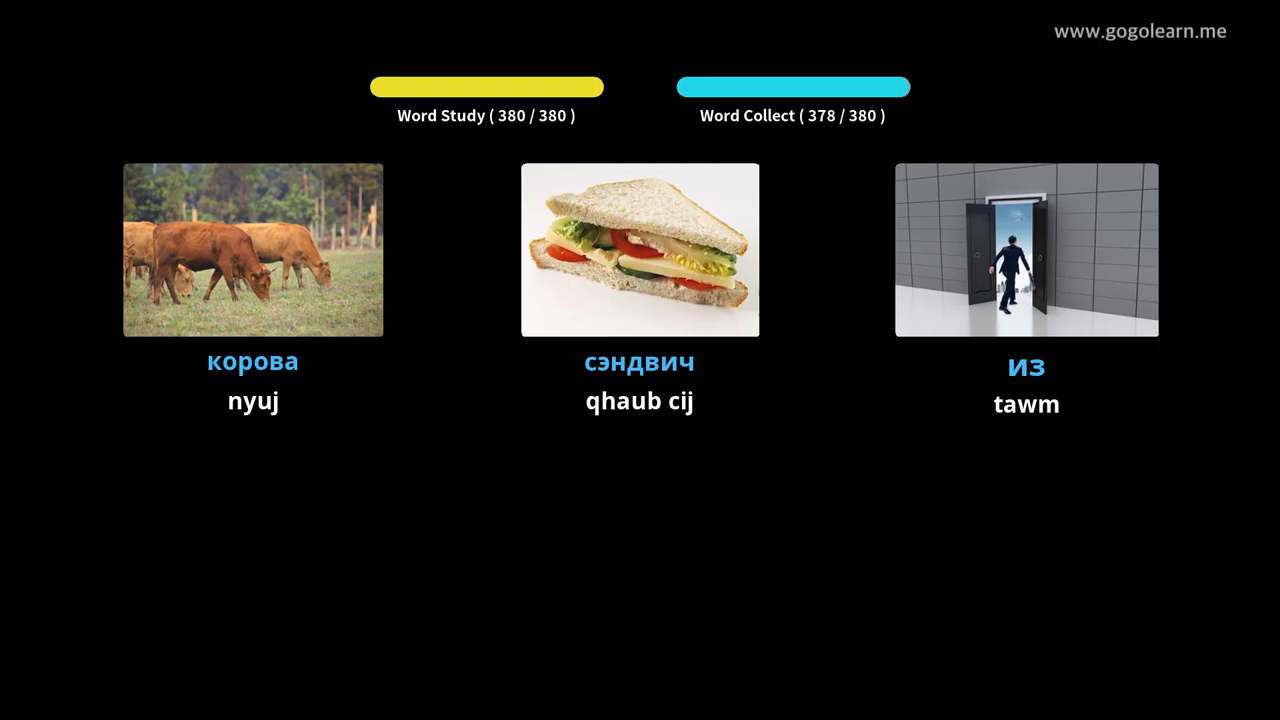 www.gogolearn.me
Word Study ( 380 / 380 )
Word Collect ( 378 / 380 )
корова
сэндвич
из
nyuj
qhaub cij
tawm